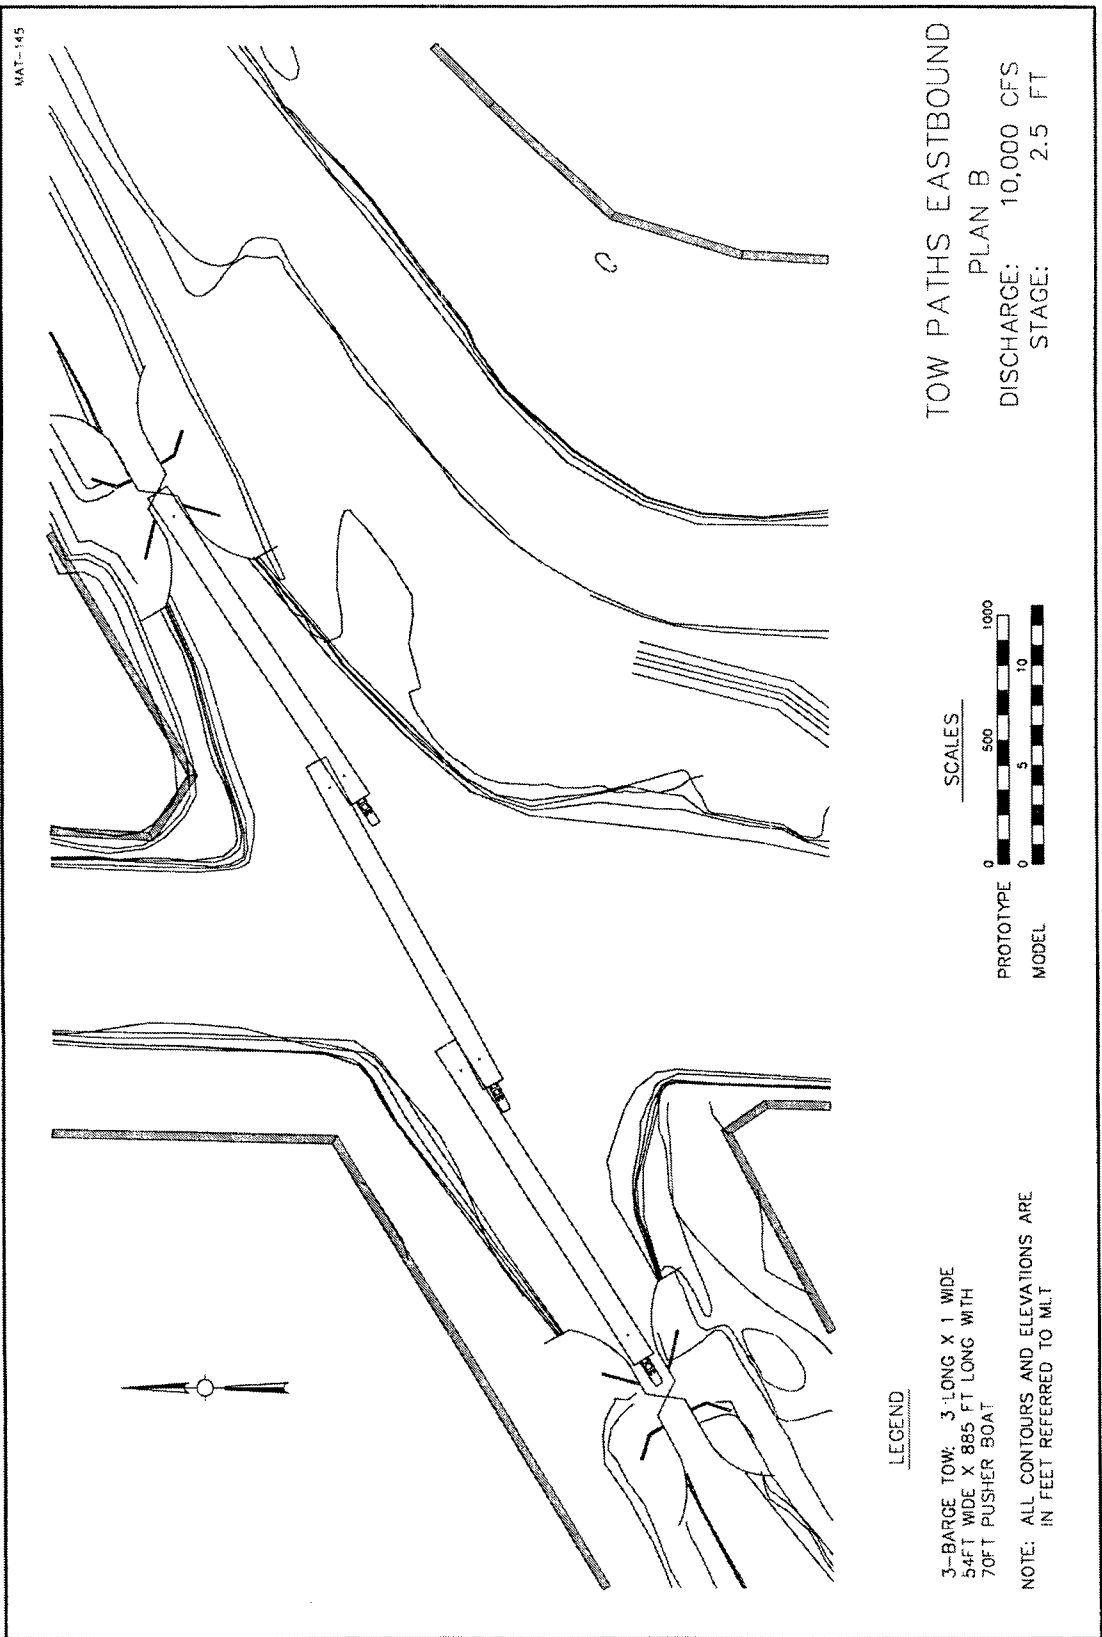 MAT-145
TOW PATHS EASTBOUND
PLAN B
DISCHARGE: 10,000 CFS
STAGE: 2.5 FT
SCALES
PROTOTYPE 0 500 1000
MODEL 0 5 10
LEGEND
3-BARGE TOW: 3 LONG X 1 WIDE
54FT WIDE X 885 FT LONG WITH
70FT PUSHER BOAT
NOTE: ALL CONTOURS AND ELEVATIONS ARE
IN FEET REFERRED TO MLT